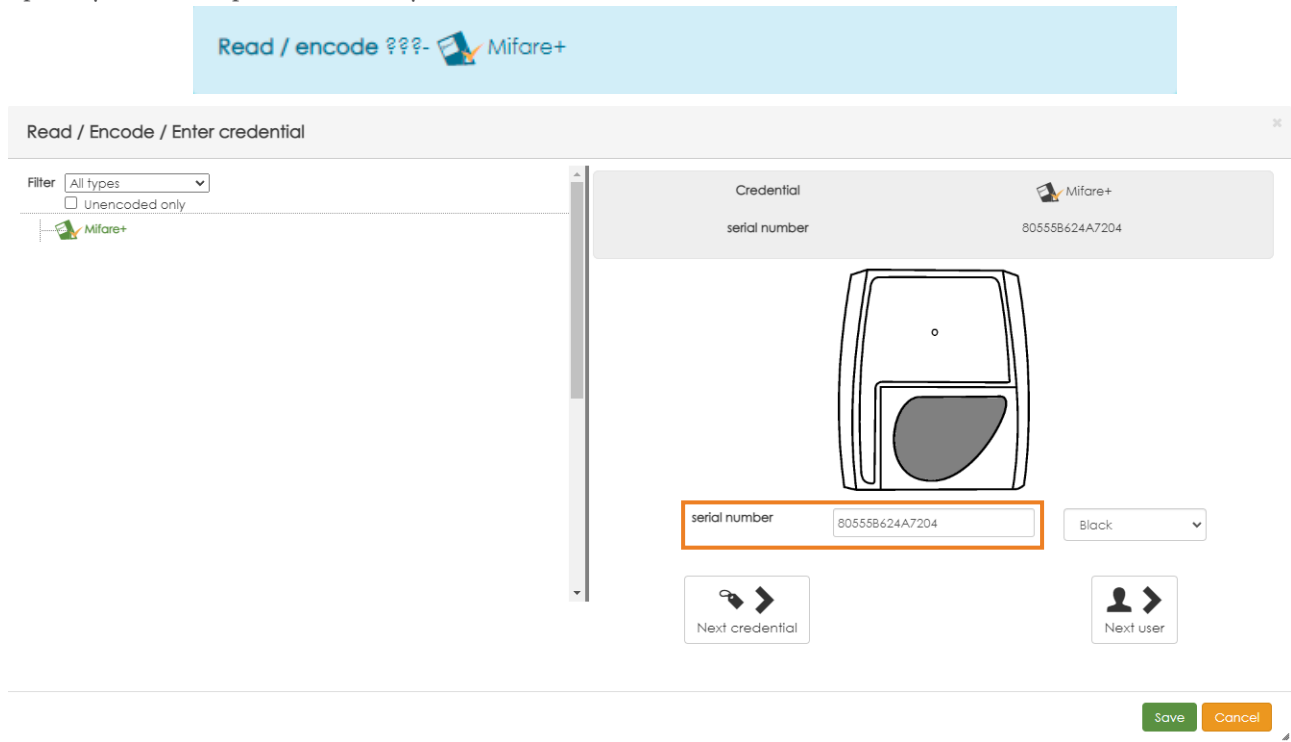 Read / encode ???- Mifare+
Read / Encode / Enter credential
×
Filter All types
Unencoded only
Mifare+
Credential Mifare+
serial number 80555B624A7204
serial number 80555B624A7204 Black
Next credential Next user
Save Cancel